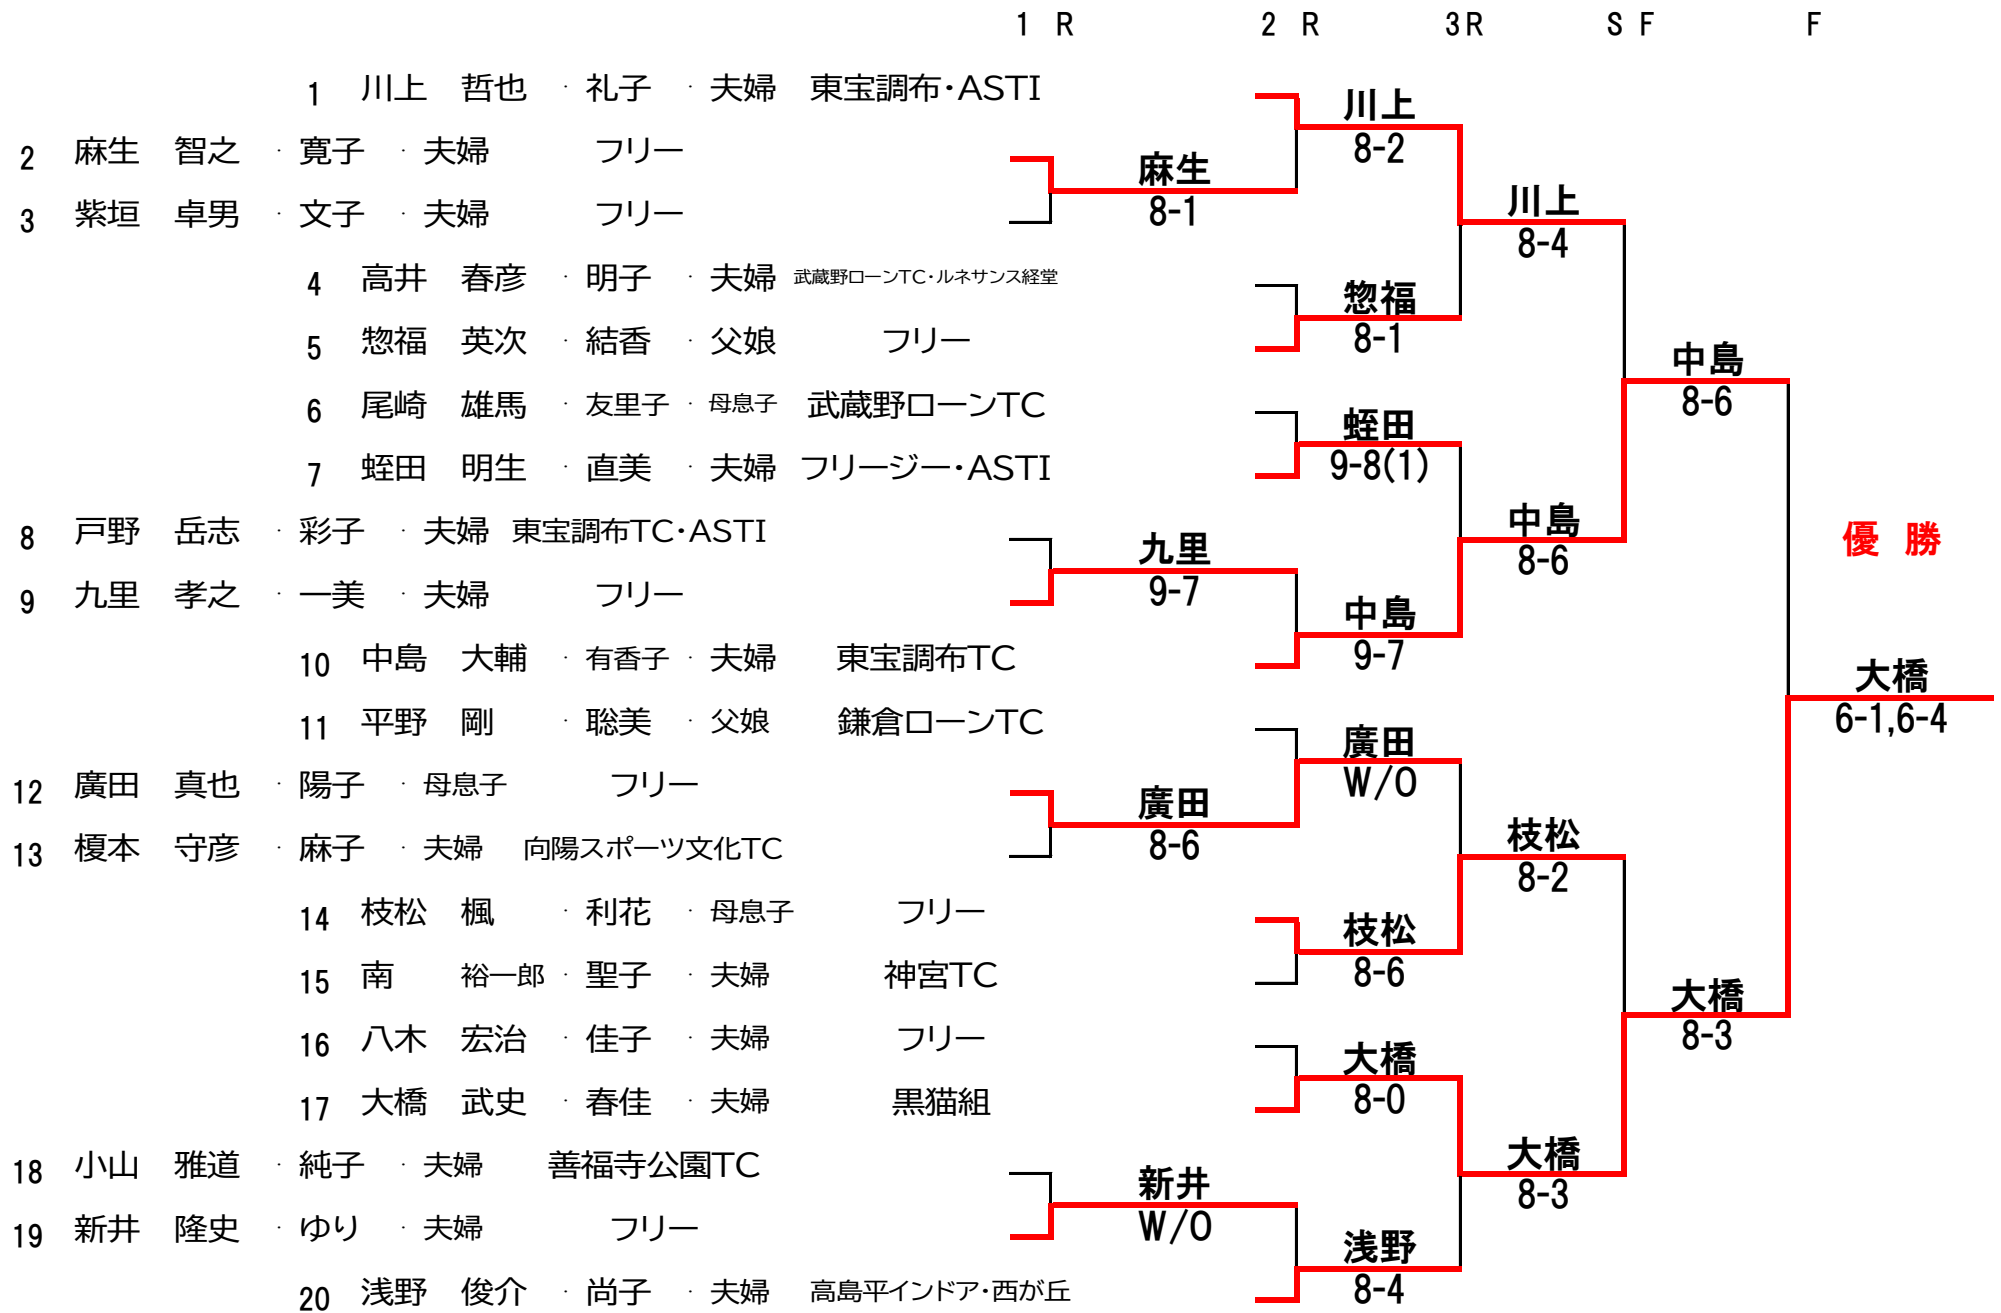 1 R 2 R 3R S F F
1 川上 哲也 ・ 礼子 ・ 夫婦 東宝調布・ASTI
川上
8-2
2 麻生 智之 ・ 寛子 ・ 夫婦 フリー
麻生
8-1
3 紫垣 卓男 ・ 文子 ・ 夫婦 フリー
川上
8-4
4 高井 春彦 ・ 明子 ・ 夫婦 武蔵野ローンTC・ルネサンス経堂
惣福
8-1
5 惣福 英次 ・ 結香 ・ 父娘 フリー
中島
8-6
6 尾崎 雄馬 ・ 友里子 ・ 母息子 武蔵野ローンTC
蛭田
9-8(1)
7 蛭田 明生 ・ 直美 ・ 夫婦 フリージー・ASTI
8 戸野 岳志 ・ 彩子 ・ 夫婦 東宝調布TC・ASTI
中島
8-6
優 勝
九里
9-7
9 九里 孝之 ・ 一美 ・ 夫婦 フリー
中島
9-7
10 中島 大輔 ・ 有香子 ・ 夫婦 東宝調布TC
大橋
6-1,6-4
11 平野 剛 ・ 聡美 ・ 父娘 鎌倉ローンTC
廣田
W/O
12 廣田 真也 ・ 陽子 ・ 母息子 フリー
廣田
8-6
13 榎本 守彦 ・ 麻子 ・ 夫婦 向陽スポーツ文化TC
枝松
8-2
14 枝松 楓 ・ 利花 ・ 母息子 フリー
枝松
8-6
15 南 裕一郎 ・ 聖子 ・ 夫婦 神宮TC
大橋
8-3
16 八木 宏治 ・ 佳子 ・ 夫婦 フリー
大橋
8-0
17 大橋 武史 ・ 春佳 ・ 夫婦 黒猫組
18 小山 雅道 ・ 純子 ・ 夫婦 善福寺公園TC
大橋
8-3
新井
W/O
19 新井 隆史 ・ ゆり ・ 夫婦 フリー
浅野
8-4
20 浅野 俊介 ・ 尚子 ・ 夫婦 高島平インドア・西が丘